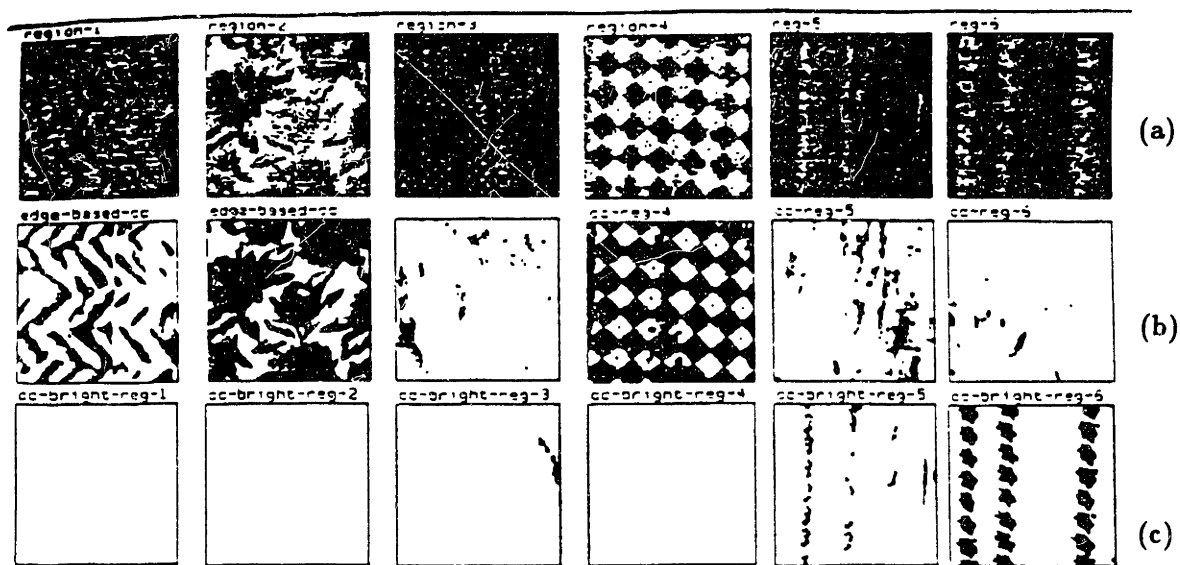 region-1 region-2 region-3 region-4 reg-5 reg-6
(a)
edge-based-cc edge-based-cc cc-reg-4 cc-reg-5 cc-reg-6
(b)
cc-bright-reg-1 cc-bright-reg-2 cc-bright-reg-3 cc-bright-reg-4 cc-bright-reg-5 cc-bright-reg-6
(c)